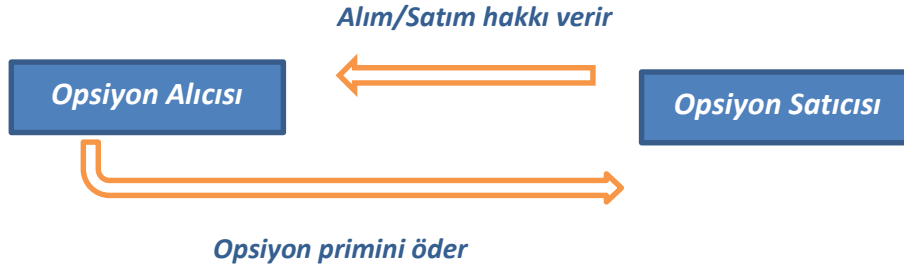 Alım/Satım hakkı verir
Opsiyon Alıcısı
Opsiyon Satıcısı
Opsiyon primini öder